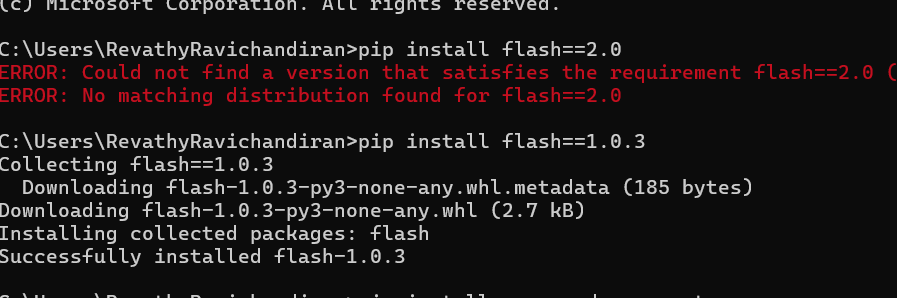 (c) Microsoft Corporation. All rights reserved.
C:\Users\RevathyRavichandiran>pip install flash==2.0
ERROR: Could not find a version that satisfies the requirement flash==2.0 (
ERROR: No matching distribution found for flash==2.0
C:\Users\RevathyRavichandiran>pip install flash==1.0.3
Collecting flash==1.0.3
Downloading flash-1.0.3-py3-none-any.whl.metadata (185 bytes)
Downloading flash-1.0.3-py3-none-any.whl (2.7 kB)
Installing collected packages: flash
Successfully installed flash-1.0.3
C:\Users\RevathyRavichandiran>pip install